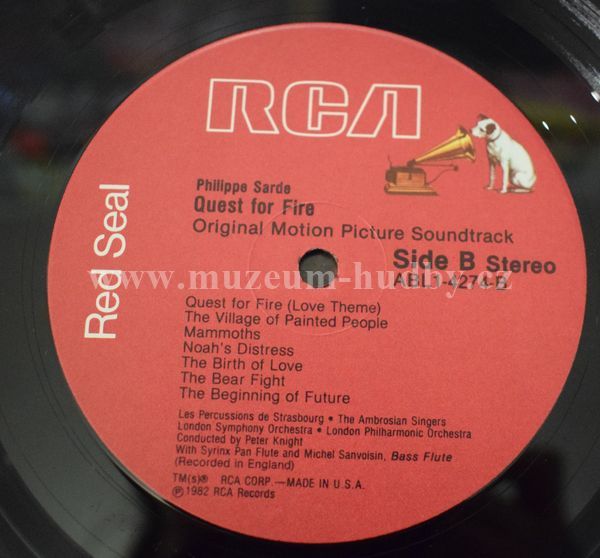 RCA
Red Seal
Philippe Sarde
Quest for Fire
Original Motion Picture Soundtrack
Side B Stereo
ABL1-4274-B
www.muzeum-hudby.cz
Quest for Fire (Love Theme)
The Village of Painted People
Mammoths
Noah's Distress
The Birth of Love
The Bear Fight
The Beginning of Future
Les Percussions de Strasbourg • The Ambrosian Singers
London Symphony Orchestra • London Philharmonic Orchestra
Conducted by Peter Knight
With Syrinx Pan Flute and Michel Sanvoisin, Bass Flute
(Recorded in England)
TM(s)® RCA CORP.—MADE IN U.S.A.
℗1982 RCA Records